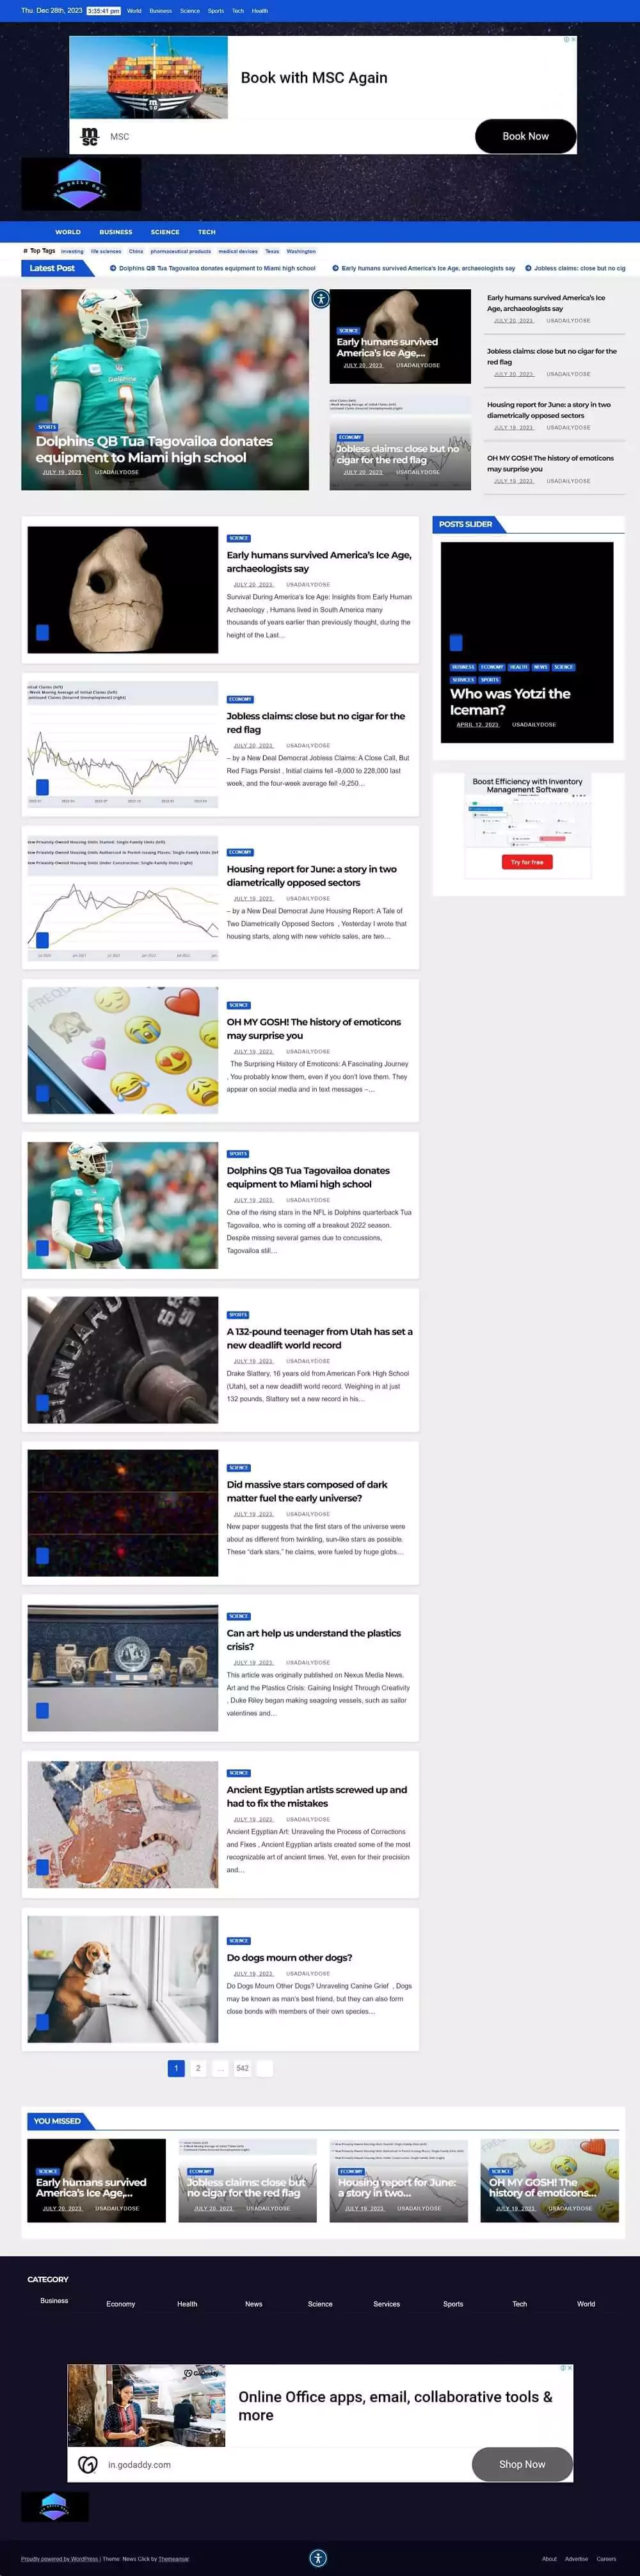 Thu. Dec 28th, 2023 3:35:41 pm World Business Science Sports Tech Health
Book with MSC Again
MSC
Book Now
WORLD BUSINESS SCIENCE TECH
# Top Tags investing life sciences China pharmaceutical products medical devices Texas Washington
Latest Post Dolphins QB Tua Tagovailoa donates equipment to Miami high school Early humans survived America's Ice Age, archaeologists say Jobless claims: close but no cig
SPORTS
Dolphins QB Tua Tagovailoa donates
equipment to Miami high school
JULY 19, 2023 USADAILYDOSE
SCIENCE
Early humans survived
America's Ice Age,...
JULY 20, 2023 USADAILYDOSE
ECONOMY
Jobless claims: close but no
cigar for the red flag
JULY 20, 2023 USADAILYDOSE
Early humans survived America's Ice
Age, archaeologists say
JULY 20, 2023 USADAILYDOSE
Jobless claims: close but no cigar for the
red flag
JULY 20, 2023 USADAILYDOSE
Housing report for June: a story in two
diametrically opposed sectors
JULY 19, 2023 USADAILYDOSE
OH MY GOSH! The history of emoticons
may surprise you
JULY 19, 2023 USADAILYDOSE
SCIENCE
Early humans survived America's Ice Age,
archaeologists say
JULY 20, 2023 USADAILYDOSE
Survival During America's Ice Age: Insights from Early Human
Archaeology , Humans lived in South America many
thousands of years earlier than previously thought, during the
height of the Last…
ECONOMY
Jobless claims: close but no cigar for the
red flag
JULY 20, 2023 USADAILYDOSE
– by a New Deal Democrat Jobless Claims: A Close Call, But
Red Flags Persist , Initial claims fell -9,000 to 228,000 last
week, and the four-week average fell -9,250…
ECONOMY
Housing report for June: a story in two
diametrically opposed sectors
JULY 19, 2023 USADAILYDOSE
– by a New Deal Democrat June Housing Report: A Tale of
Two Diametrically Opposed Sectors , Yesterday I wrote that
housing starts, along with new vehicle sales, are two…
SCIENCE
OH MY GOSH! The history of emoticons
may surprise you
JULY 19, 2023 USADAILYDOSE
The Surprising History of Emoticons: A Fascinating Journey
, You probably know them, even if you don't love them. They
appear on social media and in text messages –…
SPORTS
Dolphins QB Tua Tagovailoa donates
equipment to Miami high school
JULY 19, 2023 USADAILYDOSE
One of the rising stars in the NFL is Dolphins quarterback Tua
Tagovailoa, who is coming off a breakout 2022 season.
Despite missing several games due to concussions,
Tagovailoa still…
SPORTS
A 132-pound teenager from Utah has set a
new deadlift world record
JULY 19, 2023 USADAILYDOSE
Drake Slattery, 16 years old from American Fork High School
(Utah), set a new deadlift world record. Weighing in at just
132 pounds, Slattery set a new record in his…
SCIENCE
Did massive stars composed of dark
matter fuel the early universe?
JULY 19, 2023 USADAILYDOSE
New paper suggests that the first stars of the universe were
about as different from twinkling, sun-like stars as possible.
These "dark stars," he claims, were fueled by huge globs…
SCIENCE
Can art help us understand the plastics
crisis?
JULY 19, 2023 USADAILYDOSE
This article was originally published on Nexus Media News.
Art and the Plastics Crisis: Gaining Insight Through Creativity
, Duke Riley began making seagoing vessels, such as sailor
valentines and…
SCIENCE
Ancient Egyptian artists screwed up and
had to fix the mistakes
JULY 19, 2023 USADAILYDOSE
Ancient Egyptian Art: Unraveling the Process of Corrections
and Fixes , Ancient Egyptian artists created some of the most
recognizable art of ancient times. Yet, even for their precision
and…
SCIENCE
Do dogs mourn other dogs?
JULY 19, 2023 USADAILYDOSE
Do Dogs Mourn Other Dogs? Unraveling Canine Grief , Dogs
may be known as man's best friend, but they can also form
close bonds with members of their own species…
1 2 … 542
POSTS SLIDER
BUSINESS ECONOMY HEALTH NEWS SCIENCE
SERVICES SPORTS
Who was Yotzi the
Iceman?
APRIL 12, 2023 USADAILYDOSE
Boost Efficiency with Inventory
Management Software
Try for free
YOU MISSED
SCIENCE
Early humans survived
America's Ice Age,...
JULY 20, 2023 USADAILYDOSE
ECONOMY
Jobless claims: close but
no cigar for the red flag
JULY 20, 2023 USADAILYDOSE
ECONOMY
Housing report for June:
a story in two...
JULY 19, 2023 USADAILYDOSE
SCIENCE
OH MY GOSH! The
history of emoticons...
JULY 19, 2023 USADAILYDOSE
CATEGORY
Business Economy Health News Science Services Sports Tech World
Online Office apps, email, collaborative tools &
more
in.godaddy.com
Shop Now
Proudly powered by WordPress | Theme: News Click by Themeansar.
About Advertise Careers